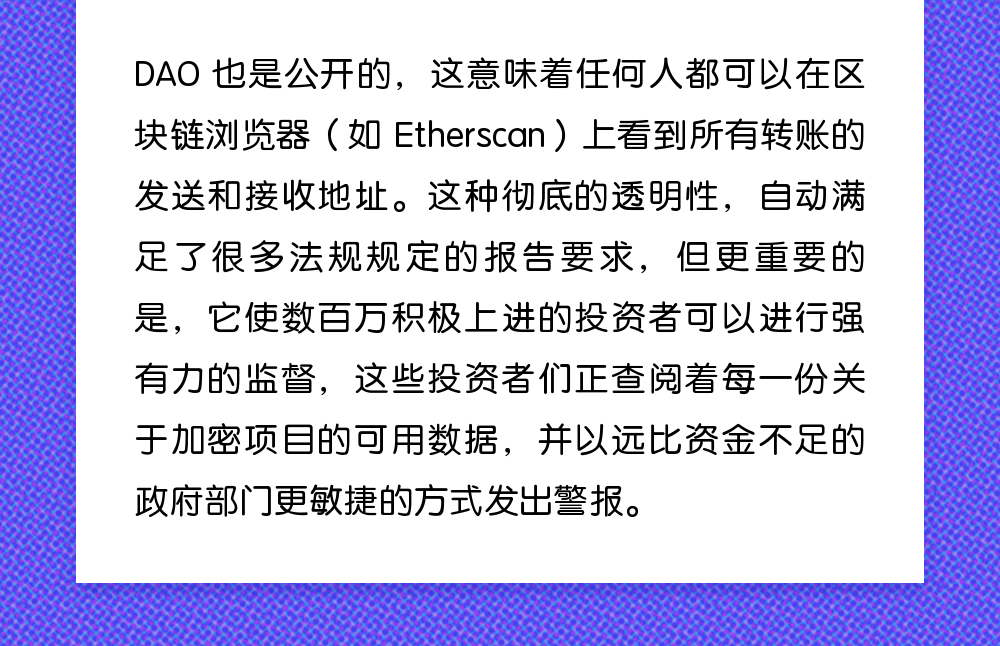 DAO 也是公开的，这意味着任何人都可以在区
块链浏览器（如 Etherscan）上看到所有转账的
发送和接收地址。这种彻底的透明性，自动满
足了很多法规规定的报告要求，但更重要的
是，它使数百万积极上进的投资者可以进行强
有力的监督，这些投资者们正查阅着每一份关
于加密项目的可用数据，并以远比资金不足的
政府部门更敏捷的方式发出警报。